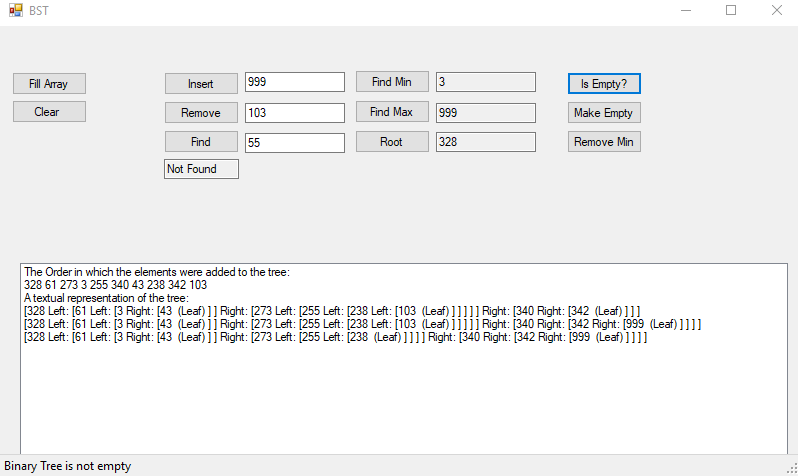 BST
Fill Array Insert 999 Find Min 3 Is Empty?
Clear Remove 103 Find Max 999 Make Empty
Find 55 Root 328 Remove Min
Not Found
The Order in which the elements were added to the tree:
328 61 273 3 255 340 43 238 342 103
A textual representation of the tree:
[328 Left: [61 Left: [3 Right: [43 (Leaf) ] ] Right: [273 Left: [255 Left: [238 Left: [103 (Leaf) ] ] ] ] ] Right: [340 Right: [342 (Leaf) ] ] ]
[328 Left: [61 Left: [3 Right: [43 (Leaf) ] ] Right: [273 Left: [255 Left: [238 Left: [103 (Leaf) ] ] ] ] ] Right: [340 Right: [342 Right: [999 (Leaf) ] ] ] ]
[328 Left: [61 Left: [3 Right: [43 (Leaf) ] ] Right: [273 Left: [255 Left: [238 (Leaf) ] ] ] ] Right: [340 Right: [342 Right: [999 (Leaf) ] ] ] ]
Binary Tree is not empty